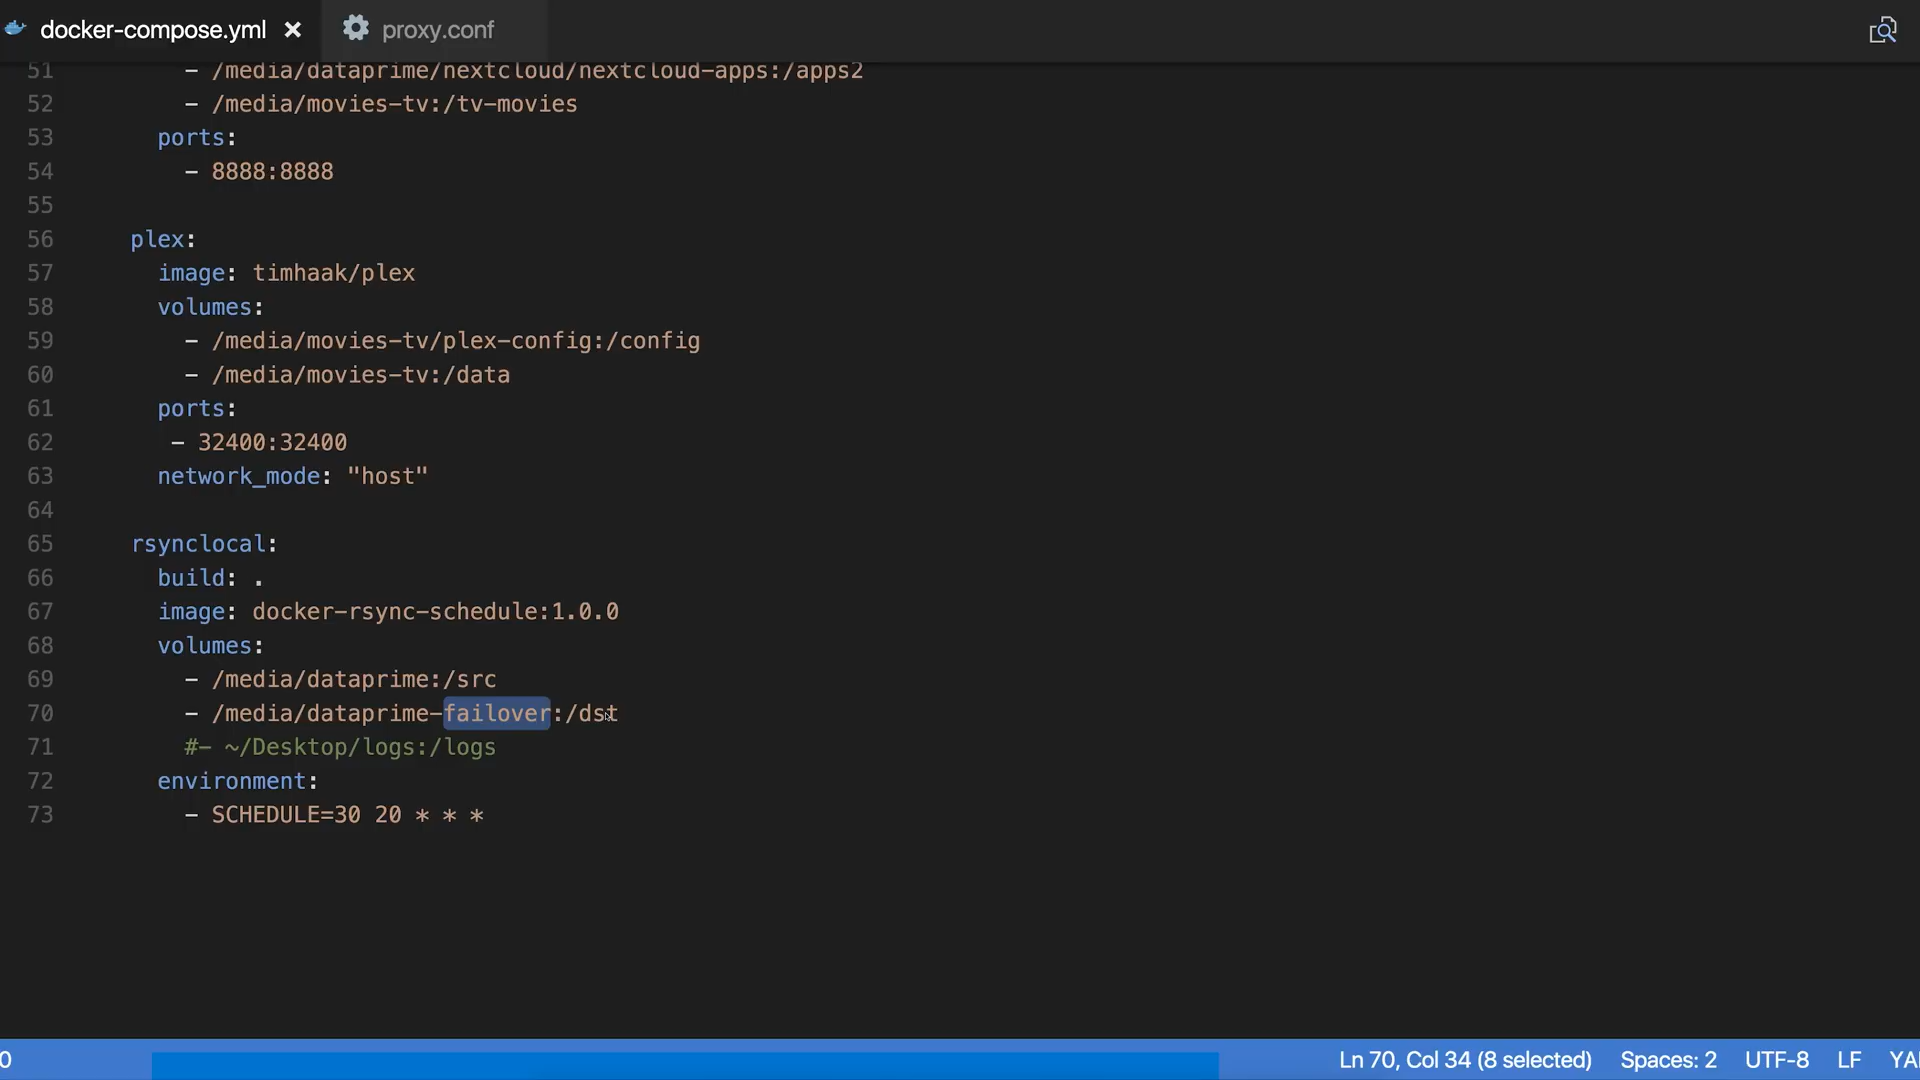 docker-compose.yml proxy.conf
51 - /media/dataprime/nextcloud/nextcloud-apps:/apps2
52 - /media/movies-tv:/tv-movies
53 ports:
54 - 8888:8888
55
56 plex:
57 image: timhaak/plex
58 volumes:
59 - /media/movies-tv/plex-config:/config
60 - /media/movies-tv:/data
61 ports:
62 - 32400:32400
63 network_mode: "host"
64
65 rsynclocal:
66 build: .
67 image: docker-rsync-schedule:1.0.0
68 volumes:
69 - /media/dataprime:/src
70 - /media/dataprime-failover:/dst
71 #- ~/Desktop/logs:/logs
72 environment:
73 - SCHEDULE=30 20 * * *
0 Ln 70, Col 34 (8 selected) Spaces: 2 UTF-8 LF